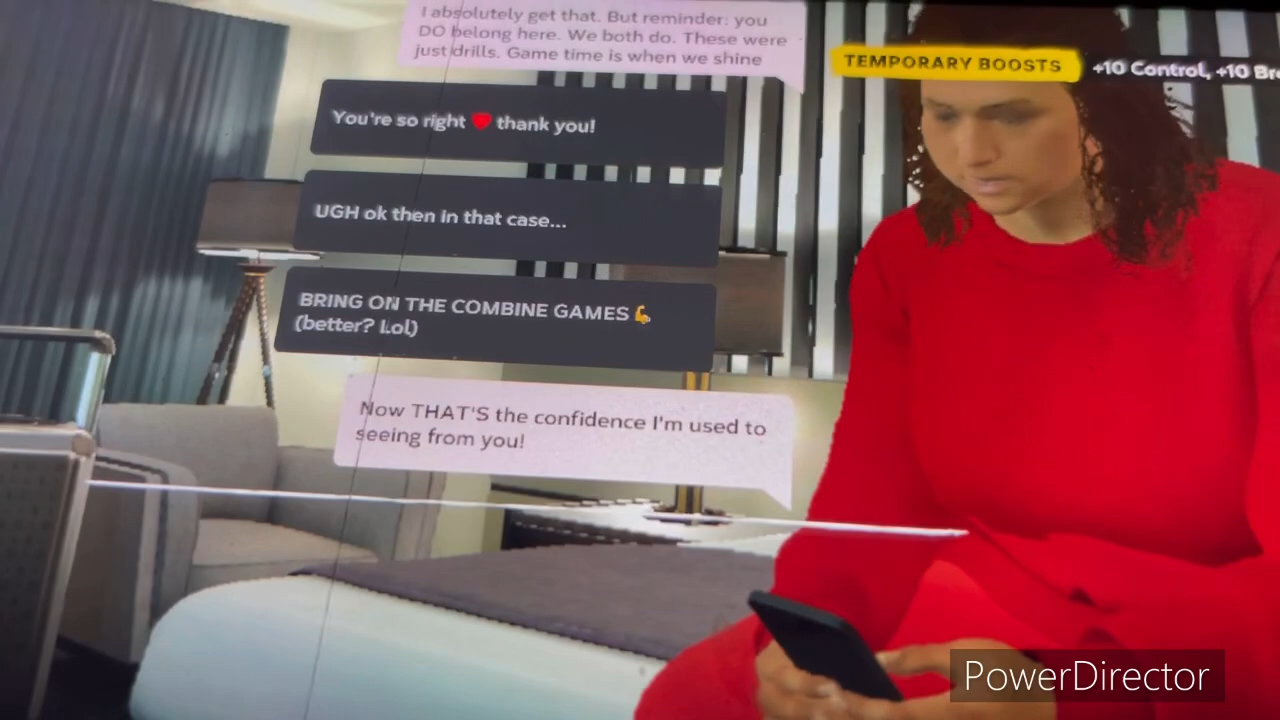 I absolutely get that. But reminder: you
DO belong here. We both do. These were
just drills. Game time is when we shine
TEMPORARY BOOSTS
+10 Control, +10
You're so right ❤️ thank you!
UGH ok then in that case...
BRING ON THE COMBINE GAMES 💪
(better? Lol)
Now THAT'S the confidence I'm used to
seeing from you!
PowerDirector